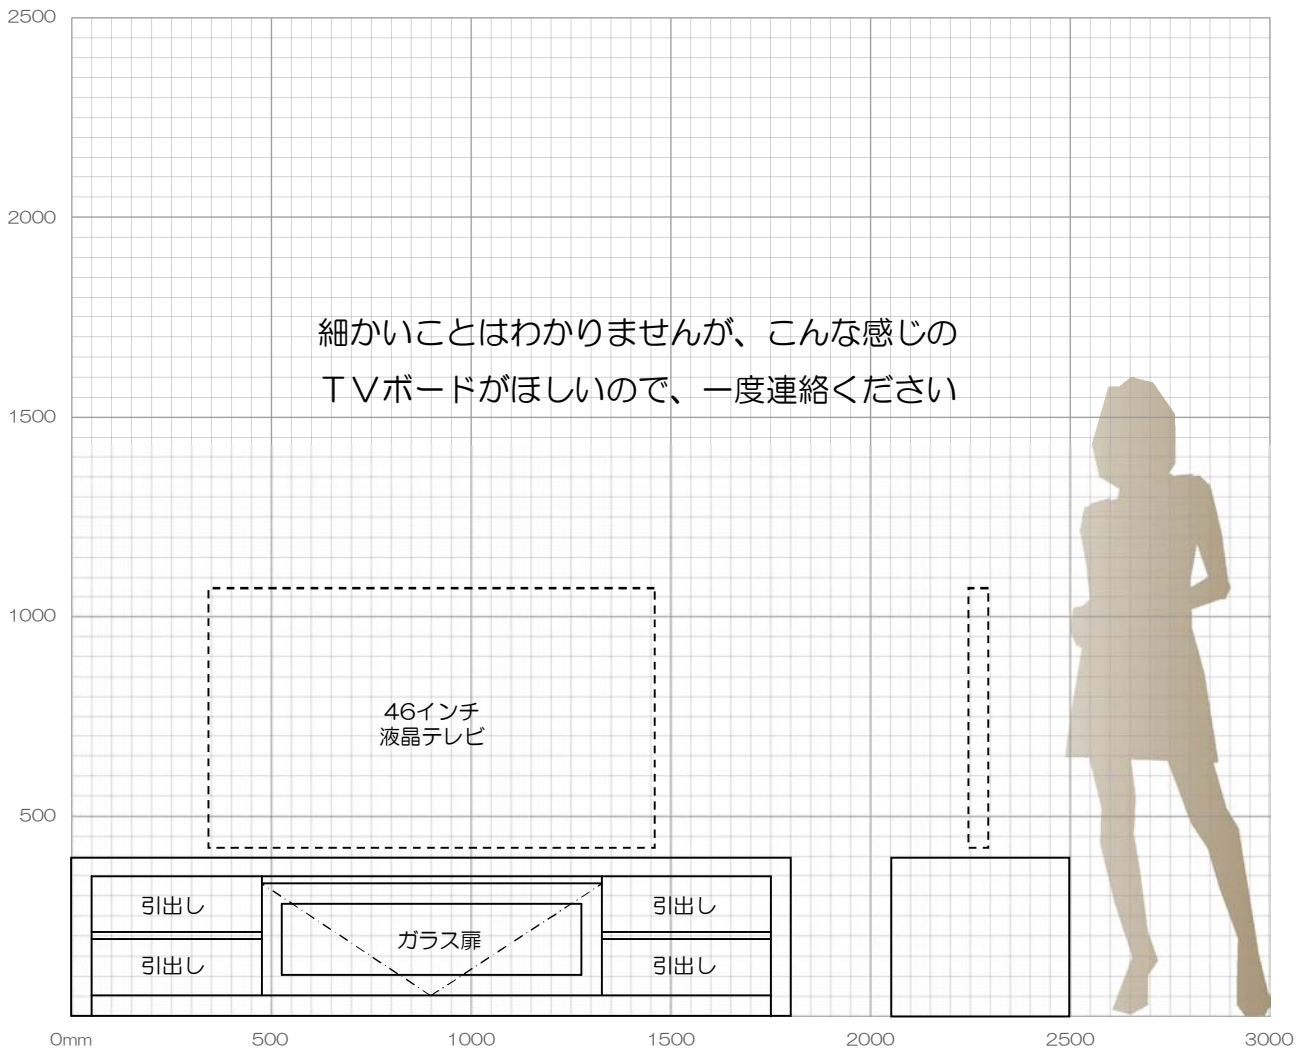 2500
2000
細かいことはわかりませんが、こんな感じの
ＴＶボードがほしいので、一度連絡ください
1500
1000
46インチ
液晶テレビ
500
引出し
引出し
ガラス扉
引出し
引出し
0mm
500
1000
1500
2000
2500
3000